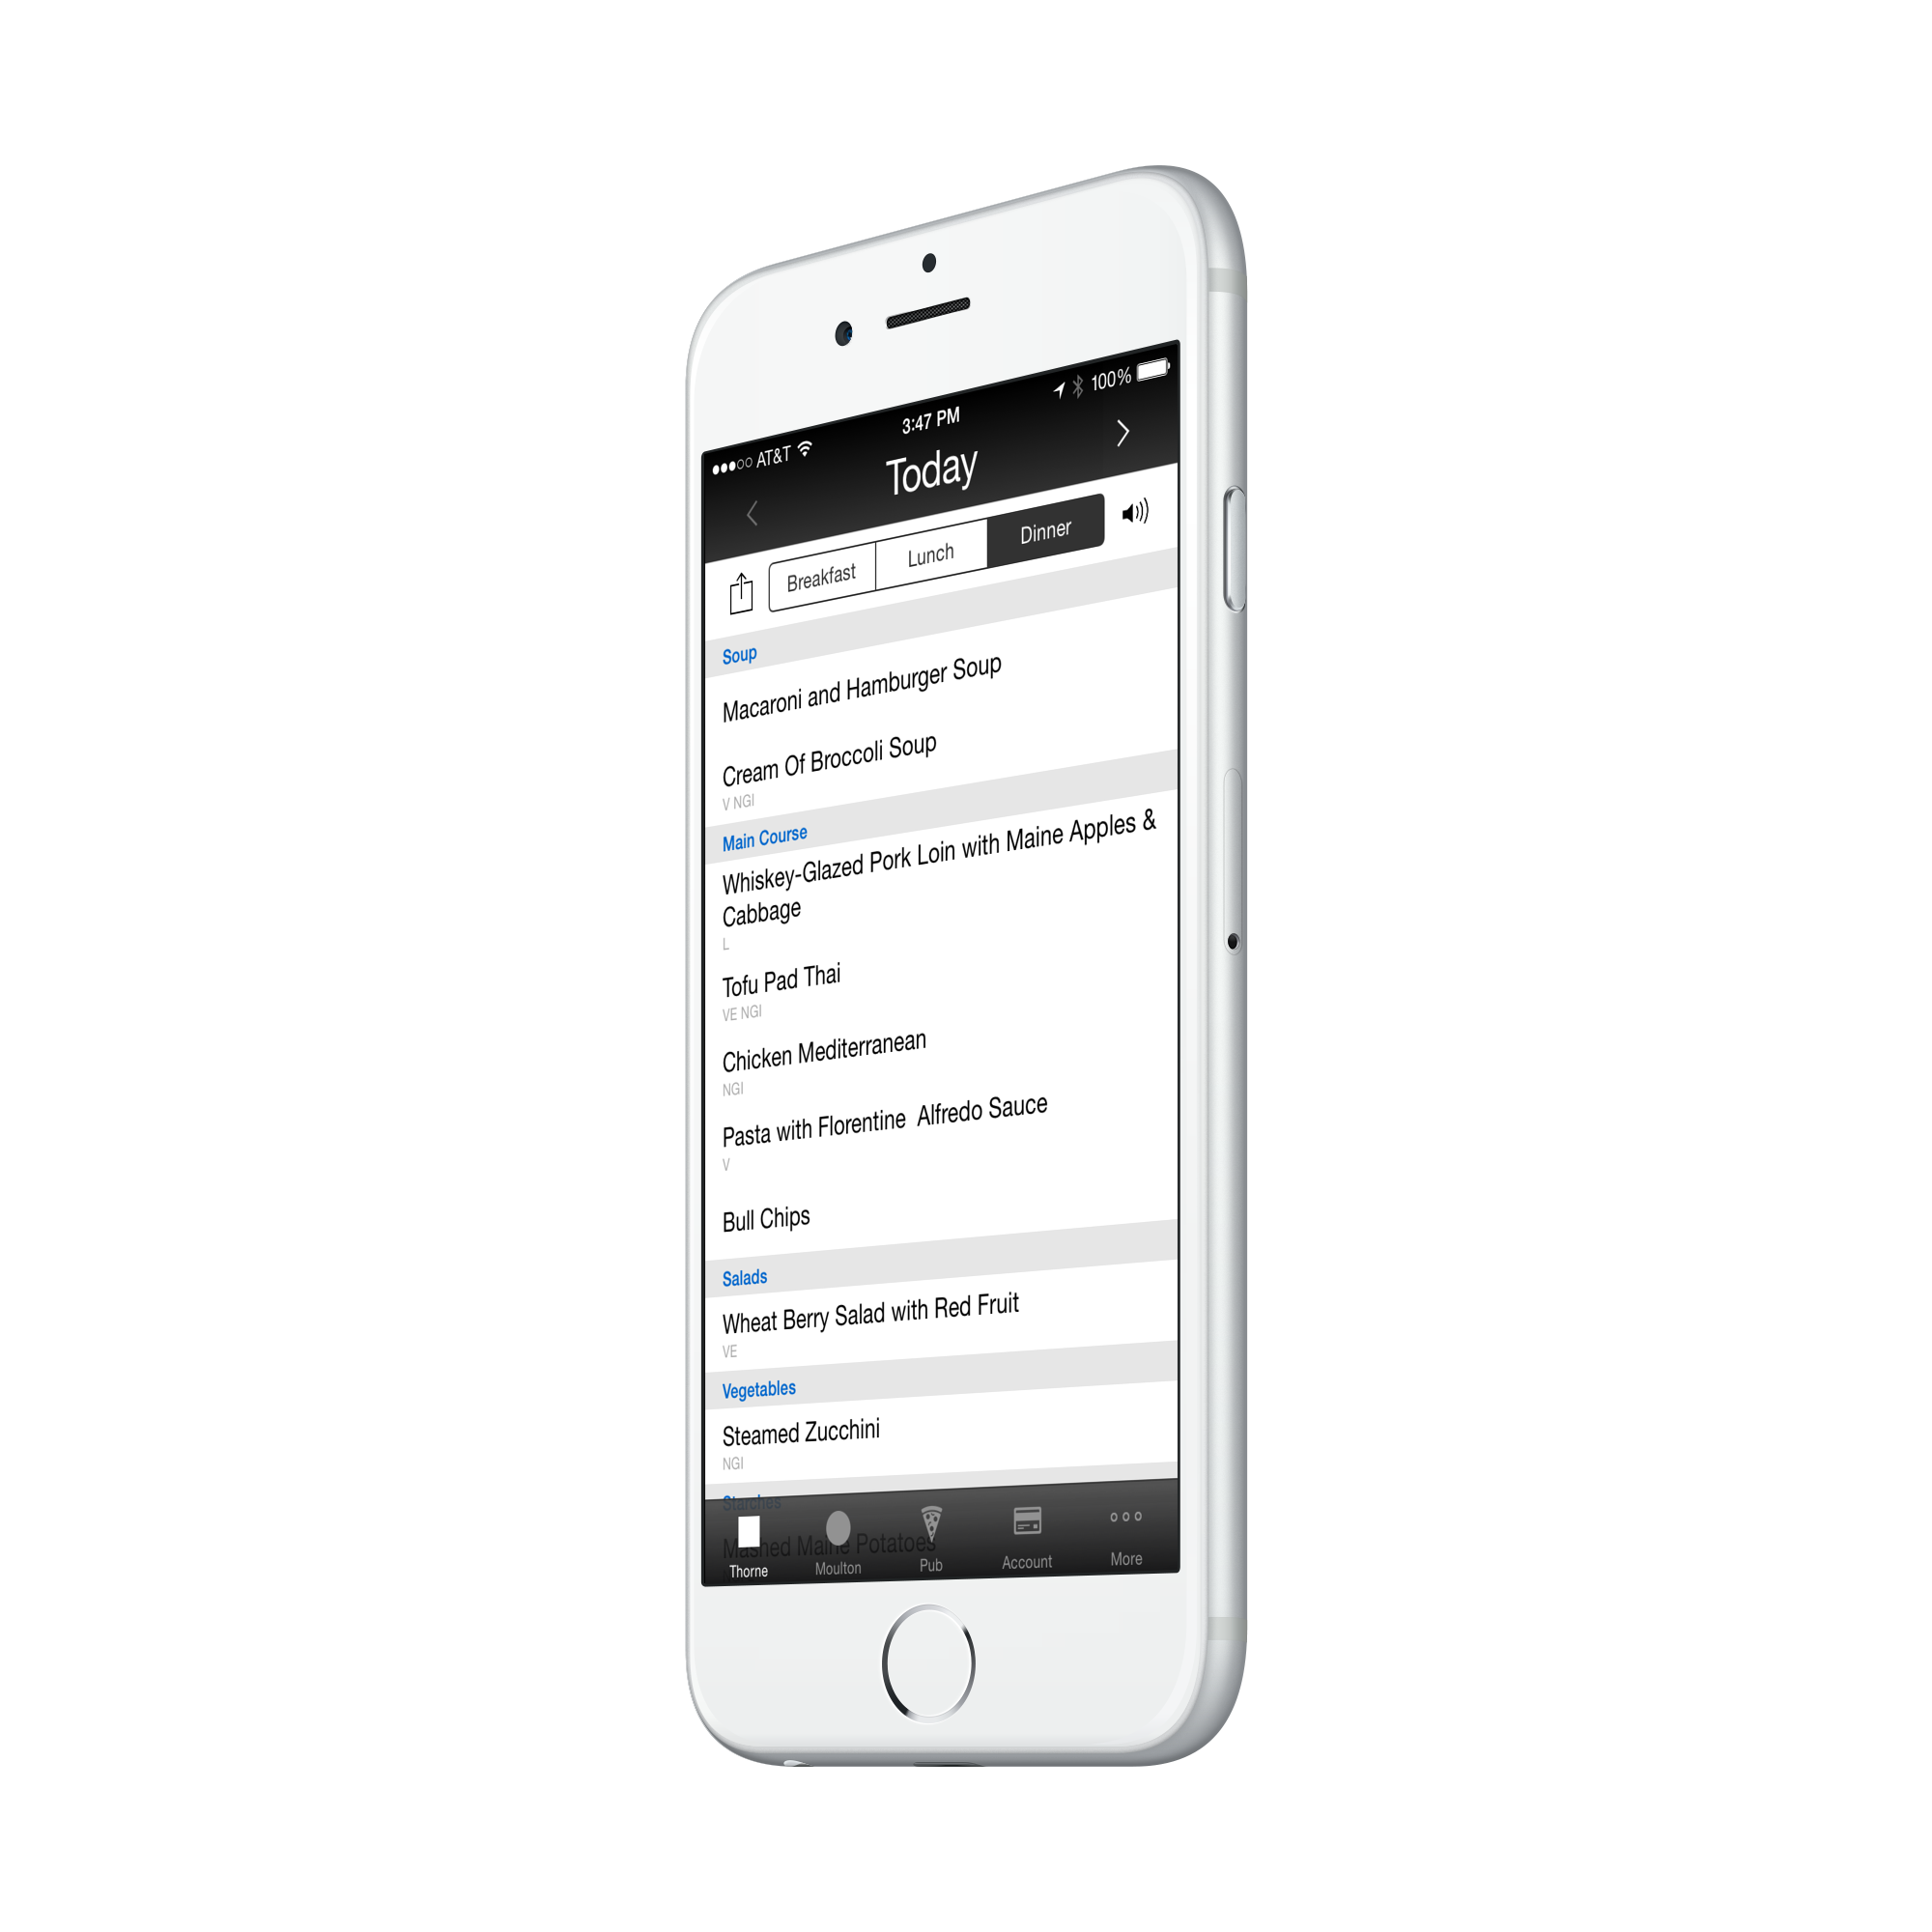 AT&T 3:47 PM 100%
Today
Breakfast Lunch Dinner
Soup
Macaroni and Hamburger Soup
Cream Of Broccoli Soup
V NGI
Main Course
Whiskey-Glazed Pork Loin with Maine Apples &
Cabbage
L
Tofu Pad Thai
VE NGI
Chicken Mediterranean
NGI
Pasta with Florentine  Alfredo Sauce
V
Bull Chips
Salads
Wheat Berry Salad with Red Fruit
VE
Vegetables
Steamed Zucchini
NGI
Starches
Mashed Maine Potatoes
Thorne Moulton Pub Account More